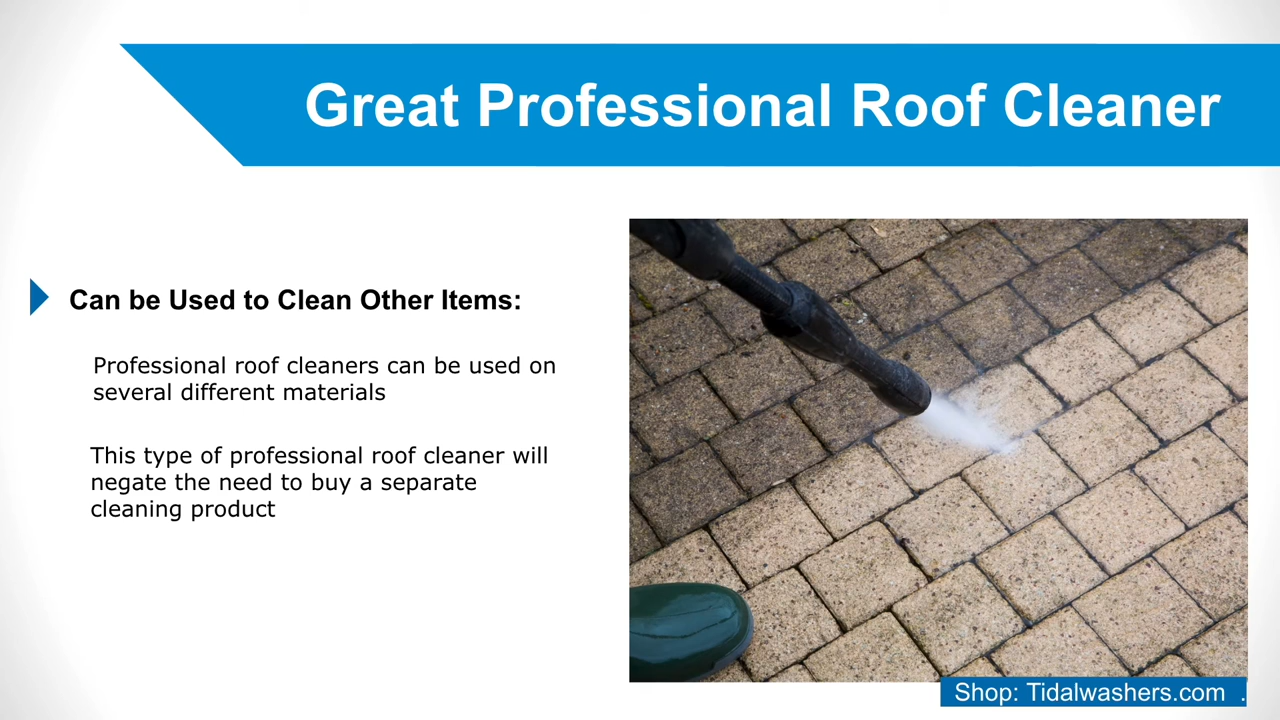 Great Professional Roof Cleaner
Can be Used to Clean Other Items:
Professional roof cleaners can be used on
several different materials
This type of professional roof cleaner will
negate the need to buy a separate
cleaning product
Shop: Tidalwashers.com .